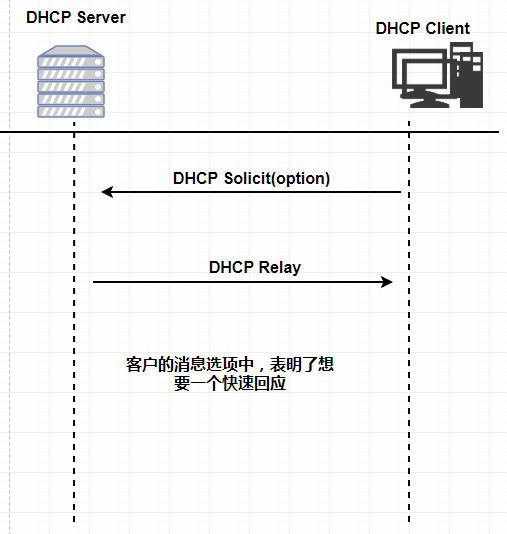 DHCP Server
DHCP Client
DHCP Solicit(option)
DHCP Relay
客户的消息选项中，表明了想
要一个快速回应